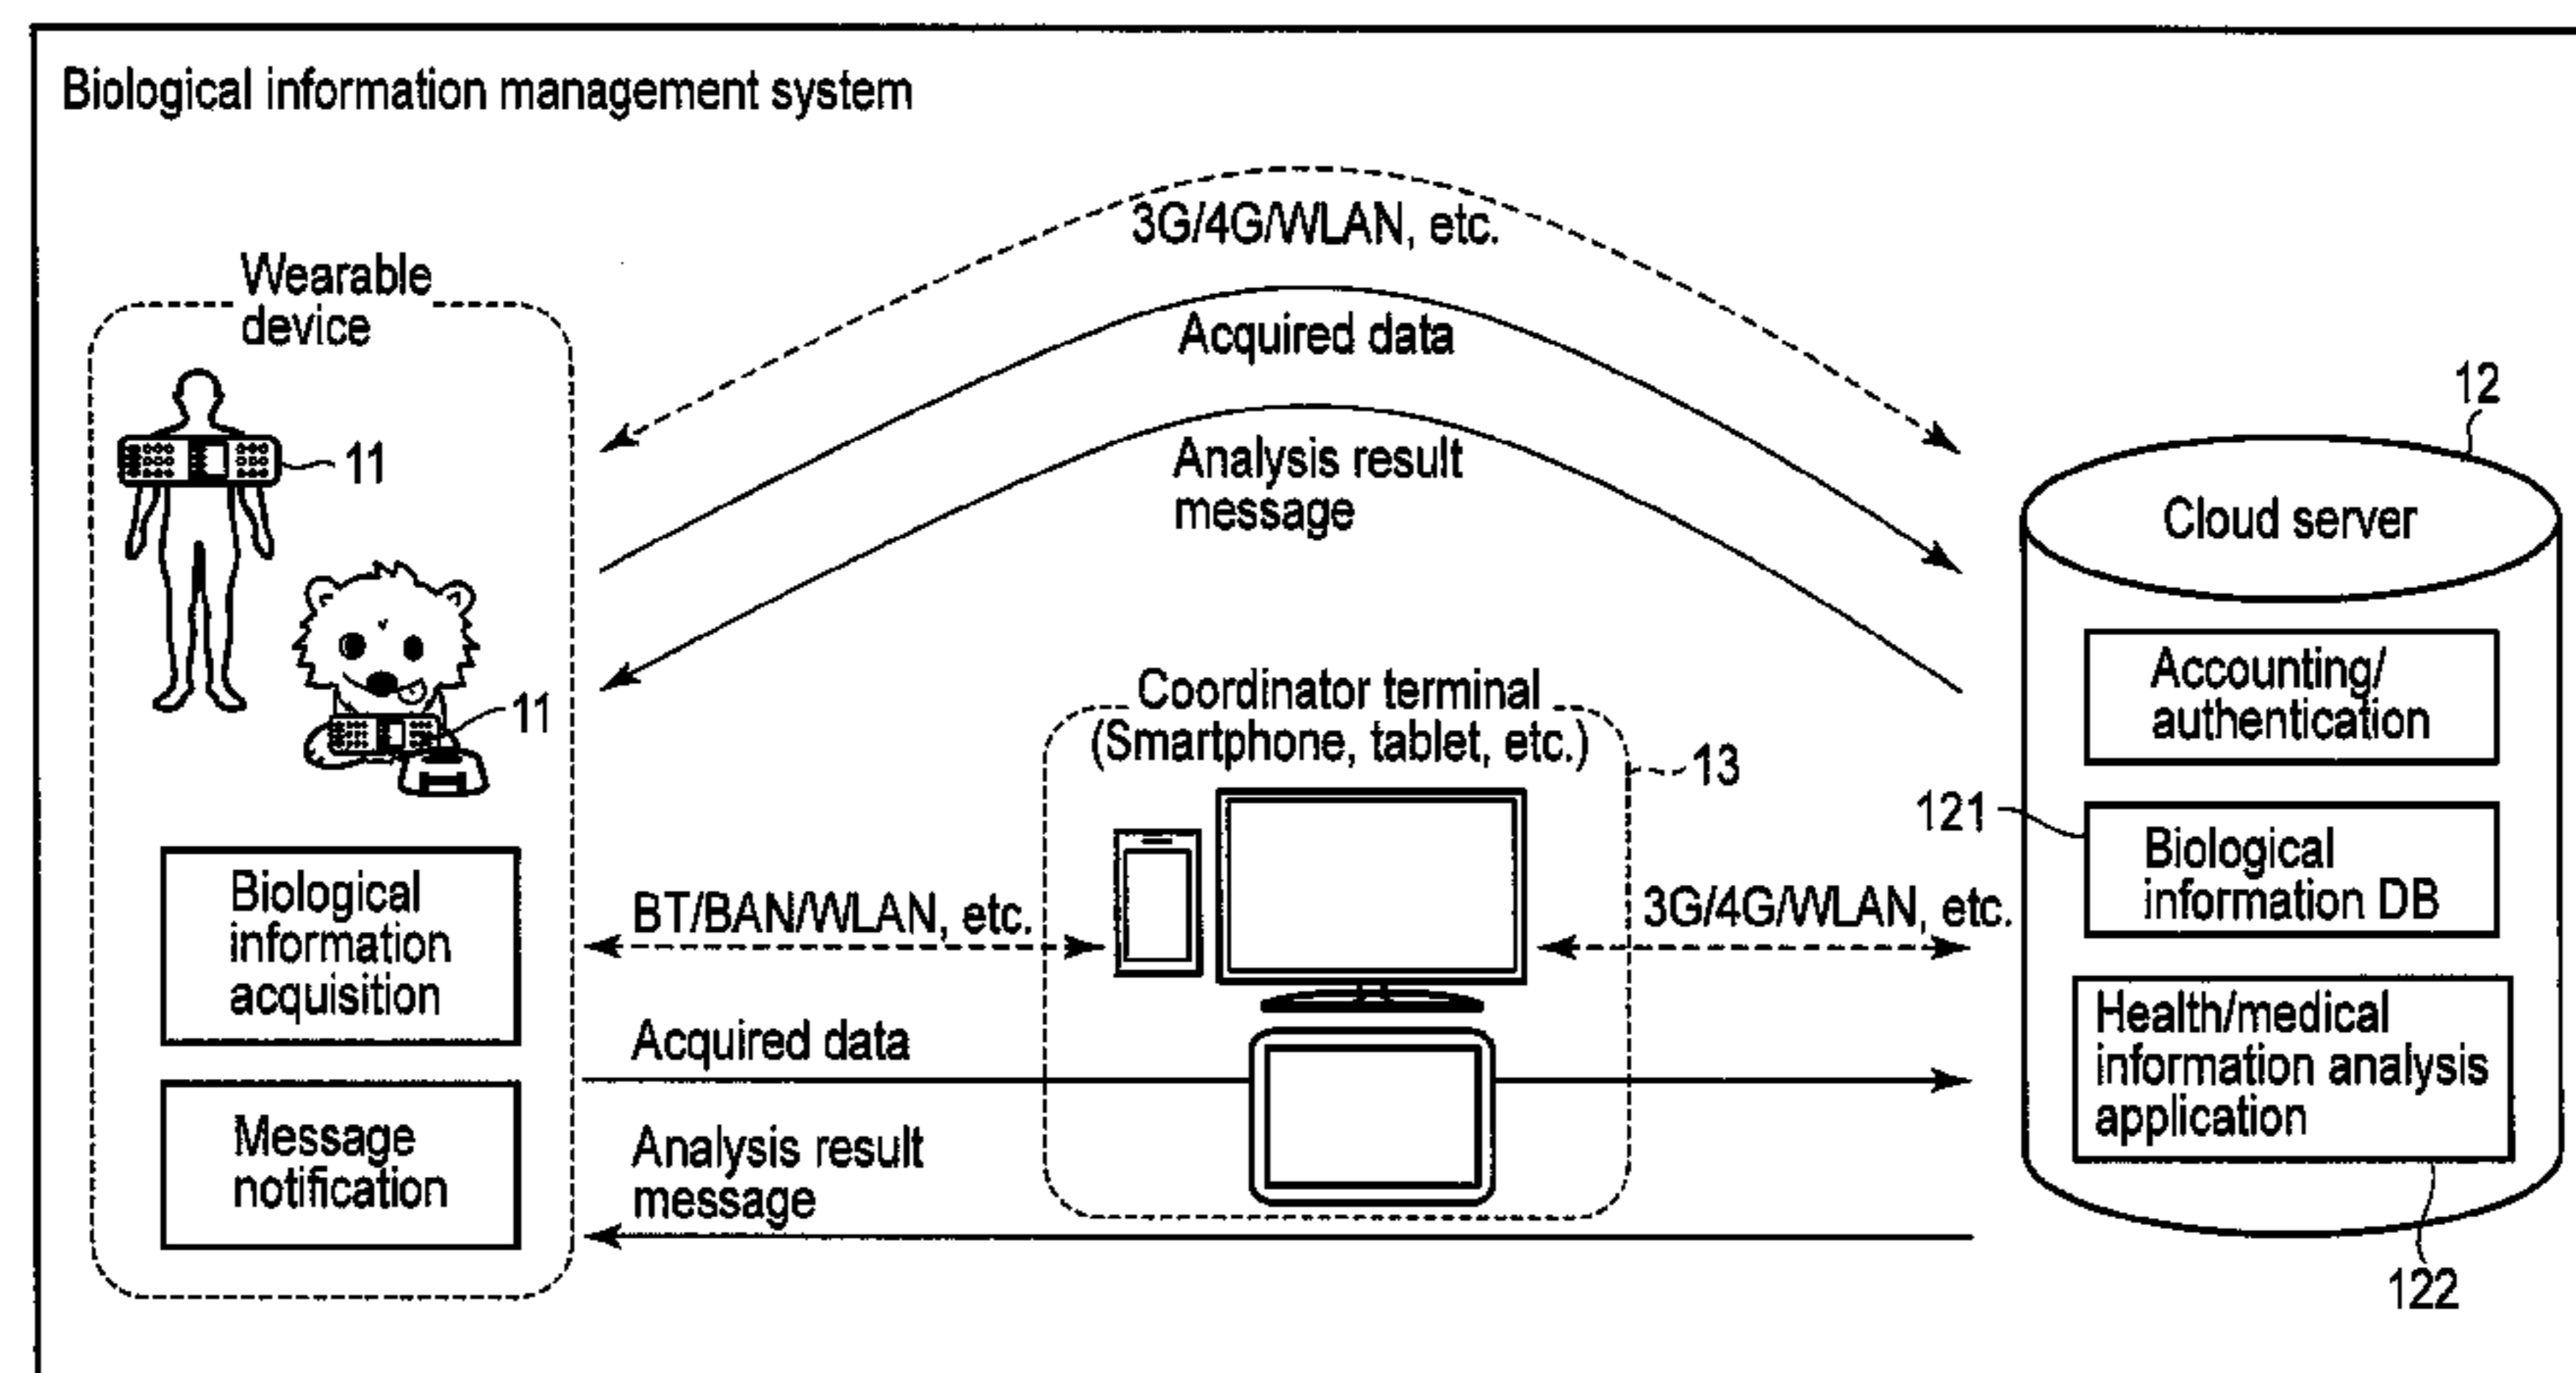 Biological information management system
3G/4G/WLAN, etc.
Wearable
device
Acquired data
12
11
Analysis result
message
Cloud server
11
Coordinator terminal
(Smartphone, tablet, etc.)
13
Accounting/
authentication
121
Biological
information DB
Biological
information
acquisition
BT/BAN/WLAN, etc.
3G/4G/WLAN, etc.
Health/medical
information analysis
application
Acquired data
Message
notification
Analysis result
message
122